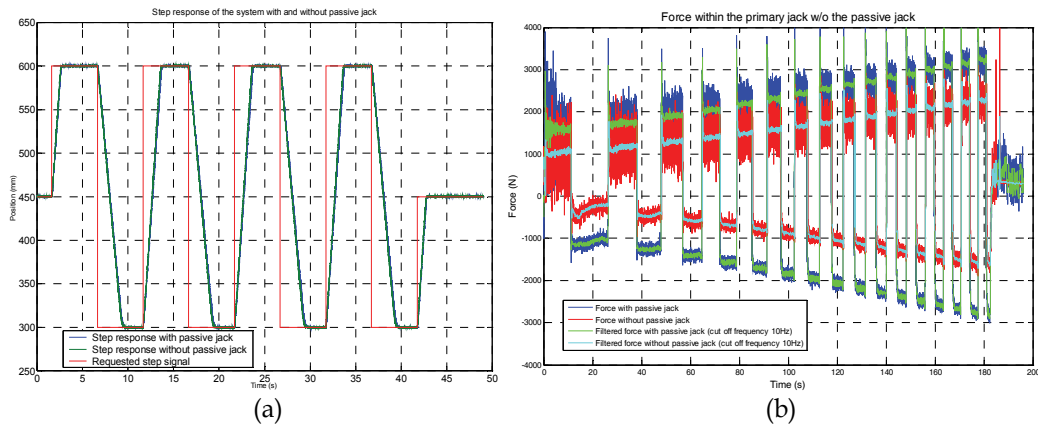 Step response of the system with and without passive jack
Position (mm)
650
600
550
500
450
400
350
300
250
0 5 10 15 20 25 30 35 40 45 50
Time (s)
Step response with passive jack
Step response without passive jack
Requested step signal
(a)
Force within the primary jack w/o the passive jack
Force (N)
4000
3000
2000
1000
0
-1000
-2000
-3000
-4000
0 20 40 60 80 100 120 140 160 180 200
Time (s)
Force with passive jack
Force without passive jack
Filtered force with passive jack (cut off frequency 10Hz)
Filtered force without passive jack (cut off frequency 10Hz)
(b)